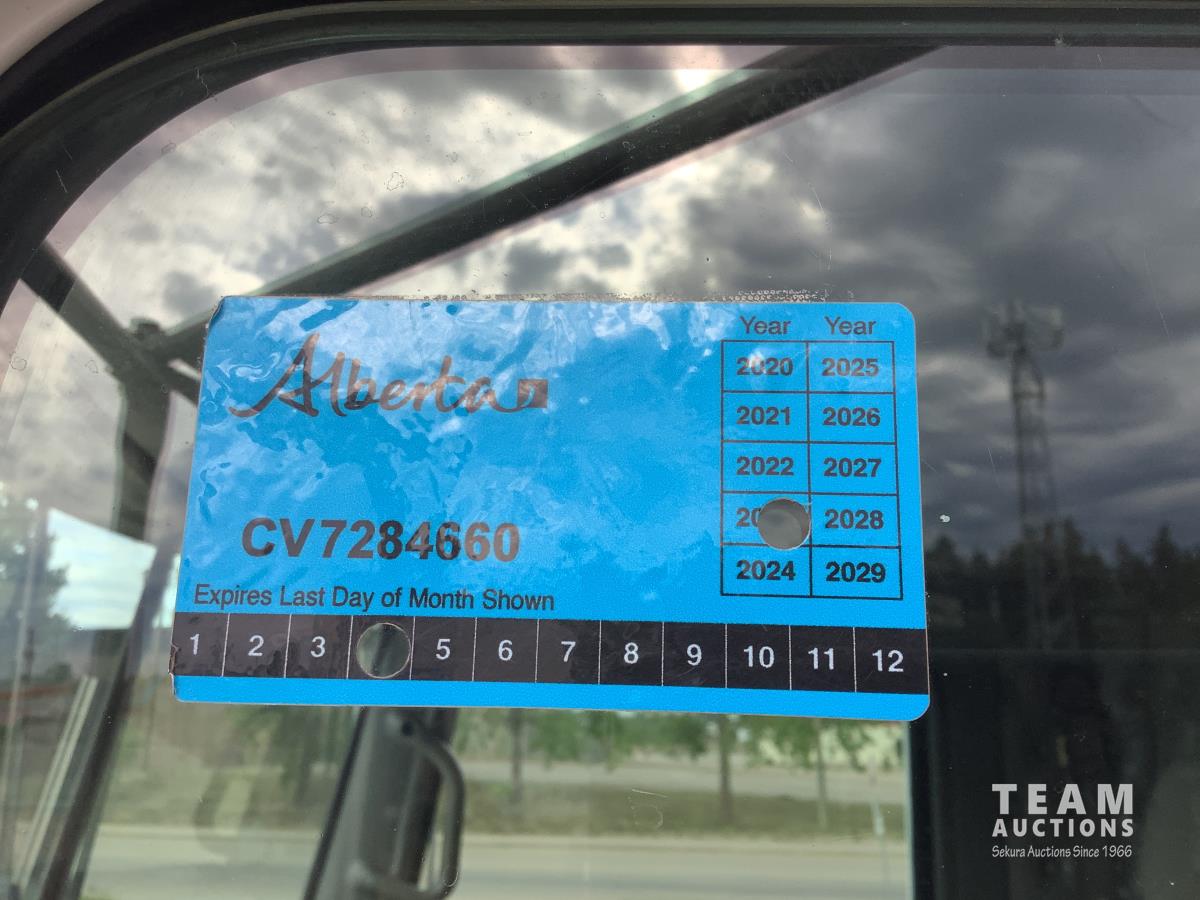 Alberta
Year Year
2020 2025
2021 2026
2022 2027
20 2028
2024 2029
CV7284660
Expires Last Day of Month Shown
1 2 3 5 6 7 8 9 10 11 12
TEAM
AUCTIONS
Sekura Auctions Since 1966